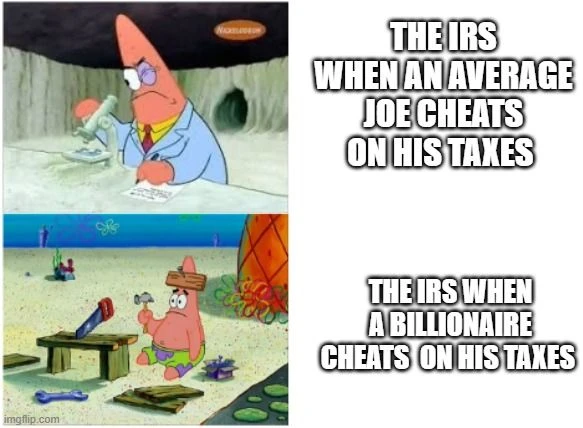 NICKELODEON
THE IRS
WHEN AN AVERAGE
JOE CHEATS
ON HIS TAXES
THE IRS WHEN
A BILLIONAIRE
CHEATS ON HIS TAXES
imgflip.com